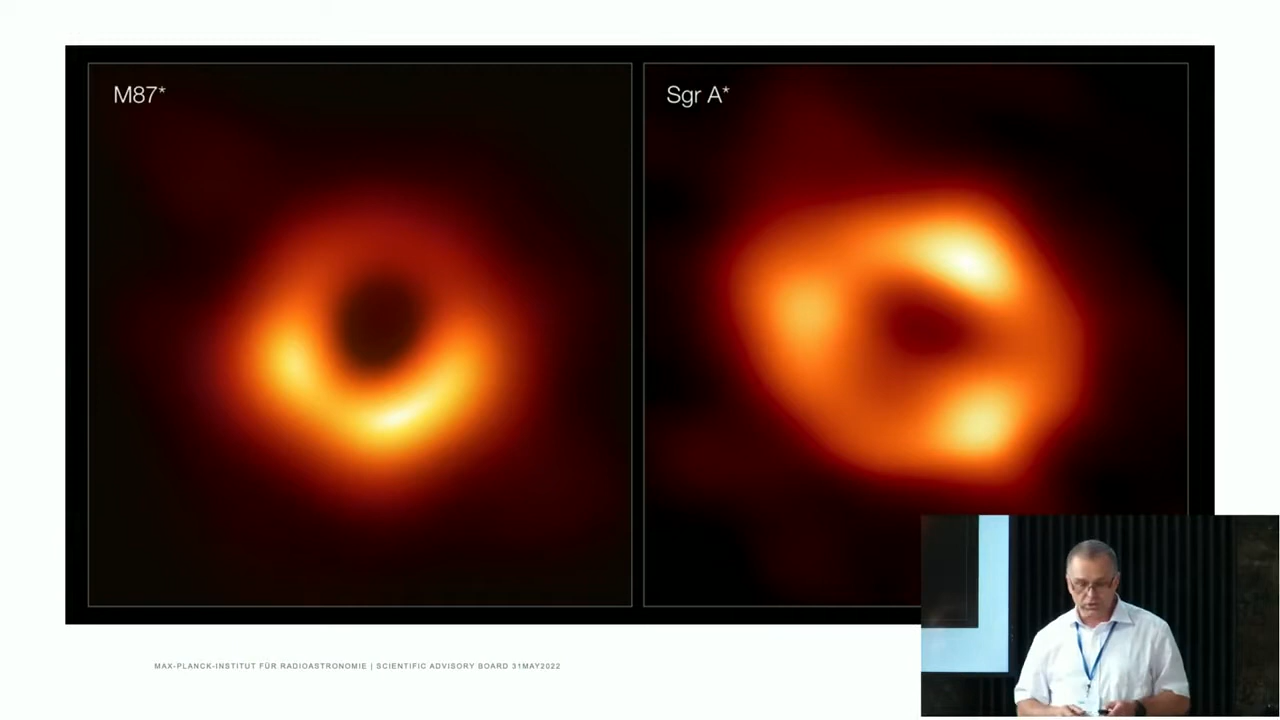 M87*
Sgr A*
MAX-PLANCK-INSTITUT FÜR RADIOASTRONOMIE | SCIENTIFIC ADVISORY BOARD 31MAY2022